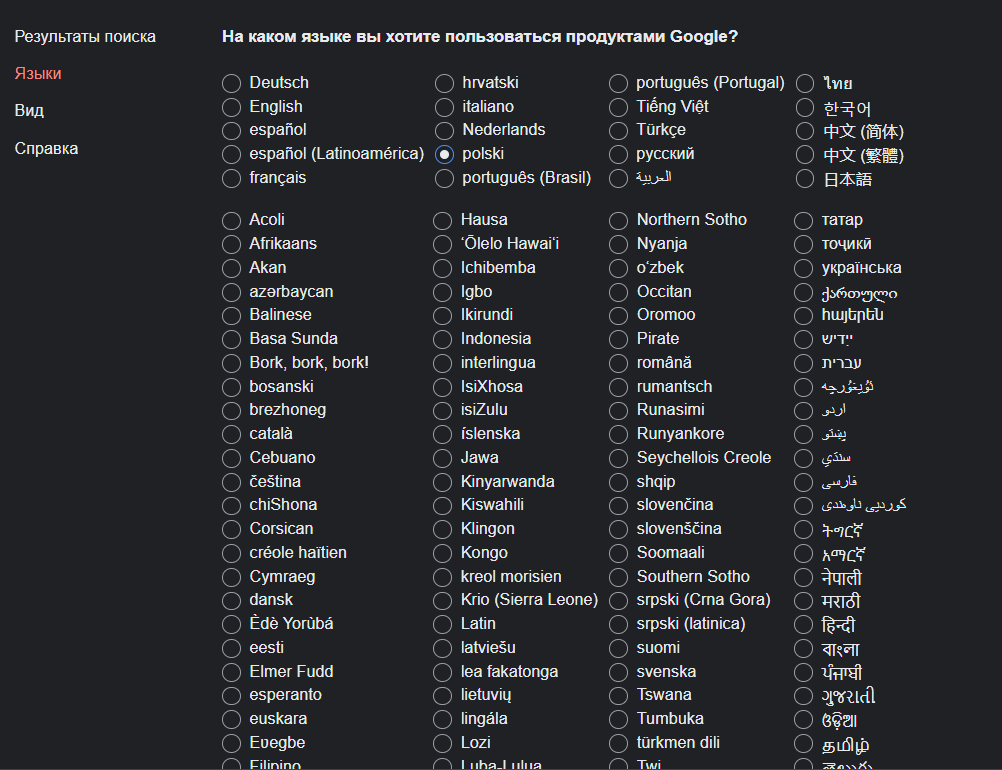 Результаты поиска
Языки
Вид
Справка
На каком языке вы хотите пользоваться продуктами Google?
Deutsch
English
español
español (Latinoamérica)
français
hrvatski
italiano
Nederlands
polski
português (Brasil)
português (Portugal)
Tiếng Việt
Türkçe
русский
العربية
ไทย
한국어
中文 (简体)
中文 (繁體)
日本語
Acoli
Afrikaans
Akan
azərbaycan
Balinese
Basa Sunda
Bork, bork, bork!
bosanski
brezhoneg
català
Cebuano
čeština
chiShona
Corsican
créole haïtien
Cymraeg
dansk
Èdè Yorùbá
eesti
Elmer Fudd
esperanto
euskara
Eʋegbe
Filipino
Hausa
ʻŌlelo Hawaiʻi
Ichibemba
Igbo
Ikirundi
Indonesia
interlingua
IsiXhosa
isiZulu
íslenska
Jawa
Kinyarwanda
Kiswahili
Klingon
Kongo
kreol morisien
Krio (Sierra Leone)
Latin
latviešu
lea fakatonga
lietuvių
lingála
Lozi
Luba-Lulua
Northern Sotho
Nyanja
o‘zbek
Occitan
Oromoo
Pirate
română
rumantsch
Runasimi
Runyankore
Seychellois Creole
shqip
slovenčina
slovenščina
Soomaali
Southern Sotho
srpski (Crna Gora)
srpski (latinica)
suomi
svenska
Tswana
Tumbuka
türkmen dili
Twi
татар
тоҷикӣ
українська
ქართული
հայերեն
ייִדיש
עברית
ئۇيغۇرچە
اردو
پښتو
سنڌي
فارسی
کوردیی ناوەندی
ትግርኛ
አማርኛ
नेपाली
मराठी
हिन्दी
বাংলা
ਪੰਜਾਬੀ
ગુજરાતી
ଓଡ଼ିଆ
தமிழ்
తెలుగు